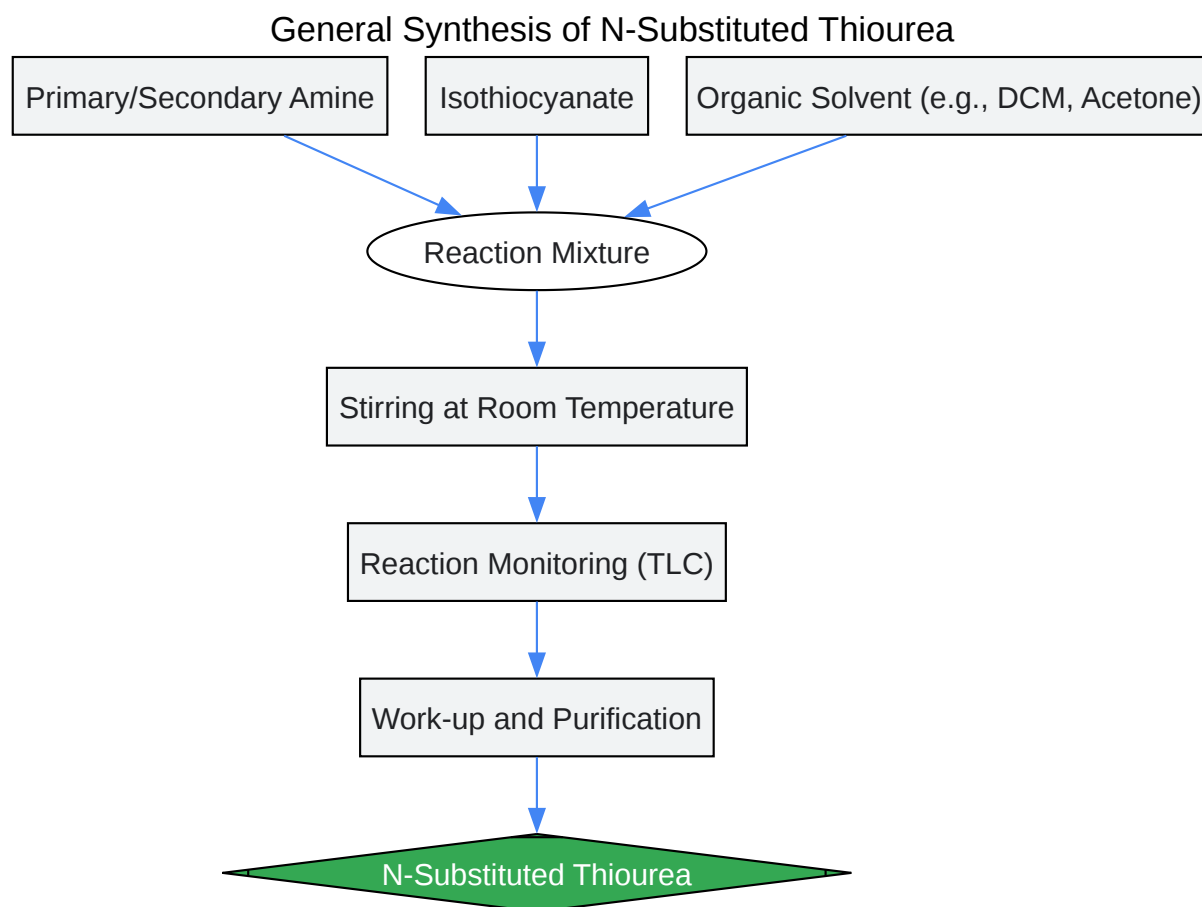 General Synthesis of N-Substituted Thiourea
Primary/Secondary Amine
Isothiocyanate
Organic Solvent (e.g., DCM, Acetone)
Reaction Mixture
Stirring at Room Temperature
Reaction Monitoring (TLC)
Work-up and Purification
N-Substituted Thiourea